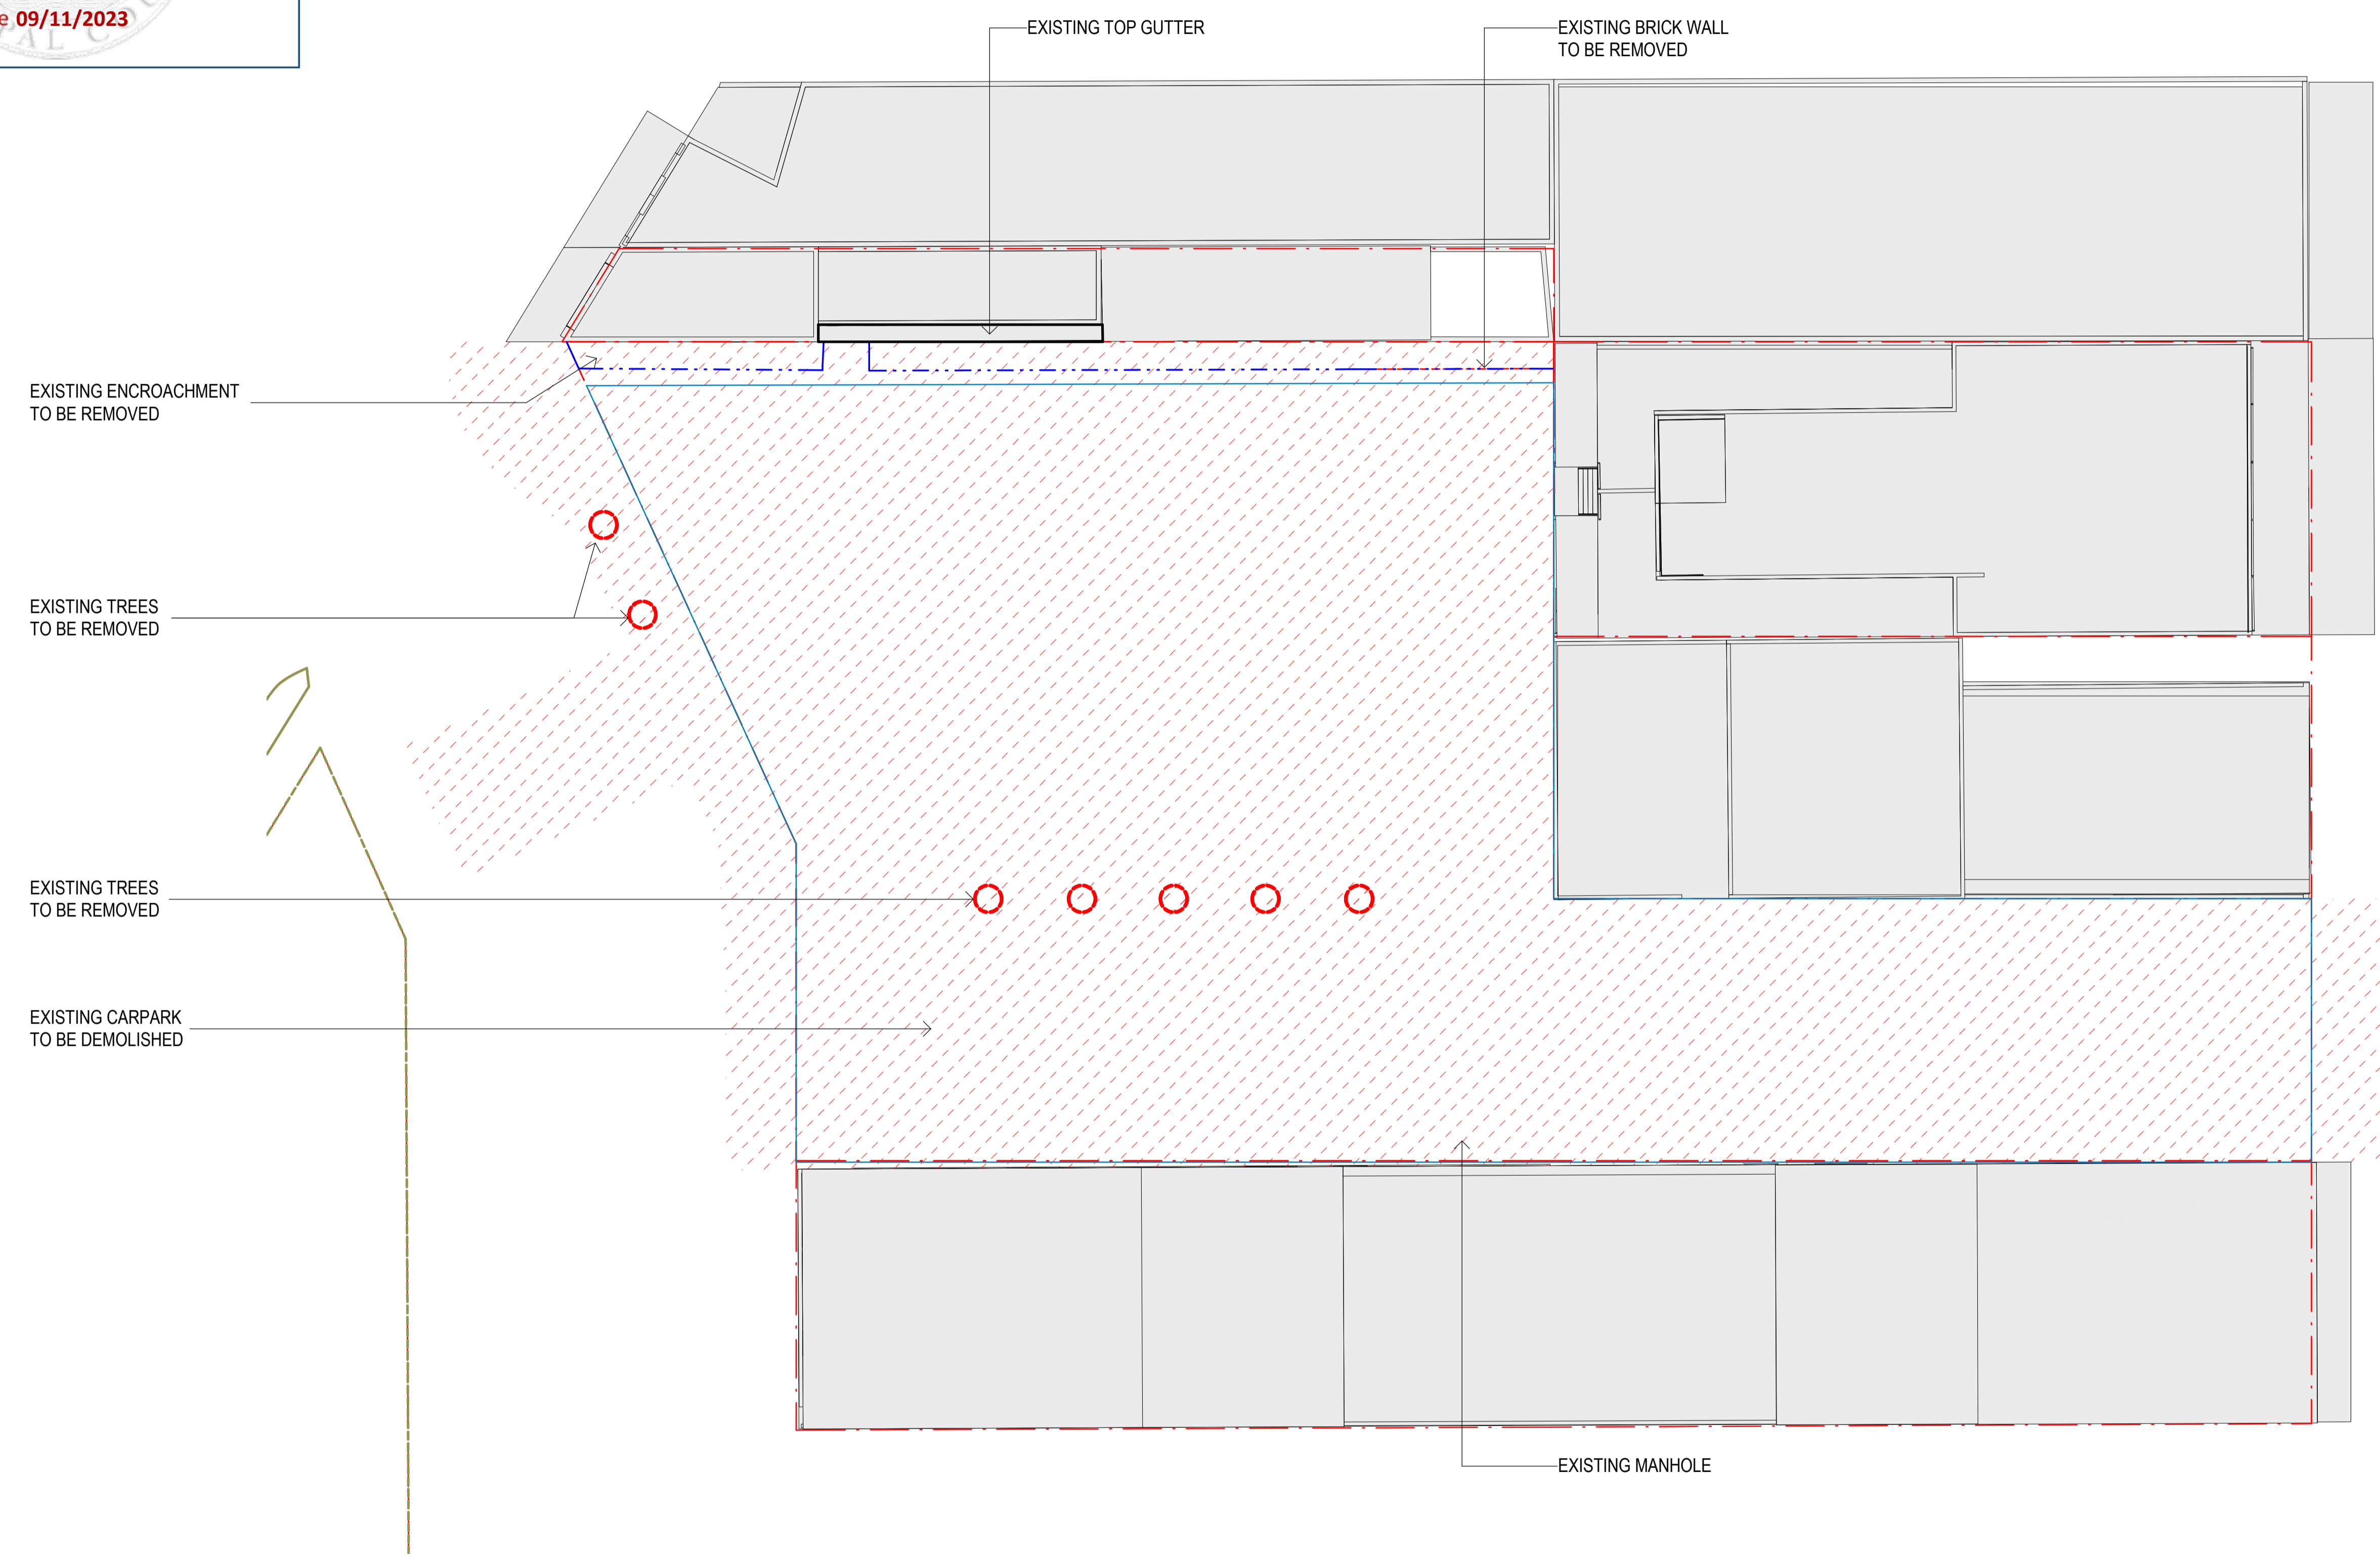 e 09/11/2023
A L C O U
EXISTING TOP GUTTER
EXISTING BRICK WALL
TO BE REMOVED
EXISTING ENCROACHMENT
TO BE REMOVED
EXISTING TREES
TO BE REMOVED
EXISTING TREES
TO BE REMOVED
EXISTING CARPARK
TO BE DEMOLISHED
EXISTING MANHOLE